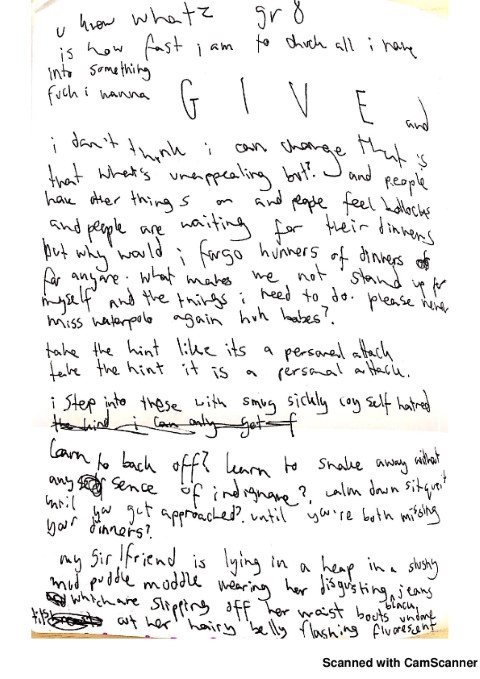 u know what? gr8
is how fast i am to chuck all i have
into something
fuck i wanna G I V E and
i don't think i can change that is
that what's unappealing bout? and people
have other things on and people feel bollocks
and people are waiting for their dinners
but why would i forgo hunners of dinners
for anyone. what makes me not stand up for
myself and the things i need to do. please never
miss waterpolo again huh babes?
take the hint like its a personal attack
take the hint it is a personal attack.
i step into these with smug sickly coy self hatred
the kind i can only get f
learn to back off? learn to snake away without
any sence of indignance?, calm down sit quiet
until you get approached? until you're both missing
your dinners?
my girlfriend is lying in a heap in a slushy
mud puddle muddle wearing her disgusting jeans
which are slipping off her waist black boots undone
at her hairy belly flashing fluorescent.
Scanned with CamScanner